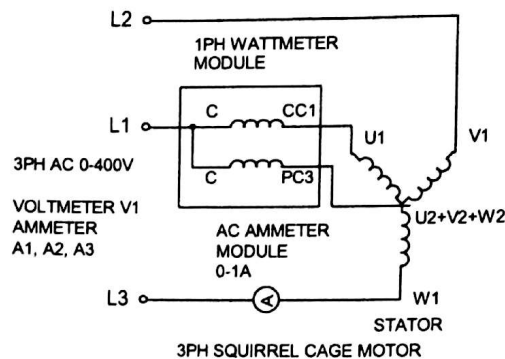 L2
1PH WATTMETER
MODULE
C
CC1
L1
U1
V1
3PH AC 0-400V
C
PC3
VOLTMETER V1
AMMETER
A1, A2, A3
U2+V2+W2
AC AMMETER
MODULE
0-1A
L3
A
W1
STATOR
3PH SQUIRREL CAGE MOTOR